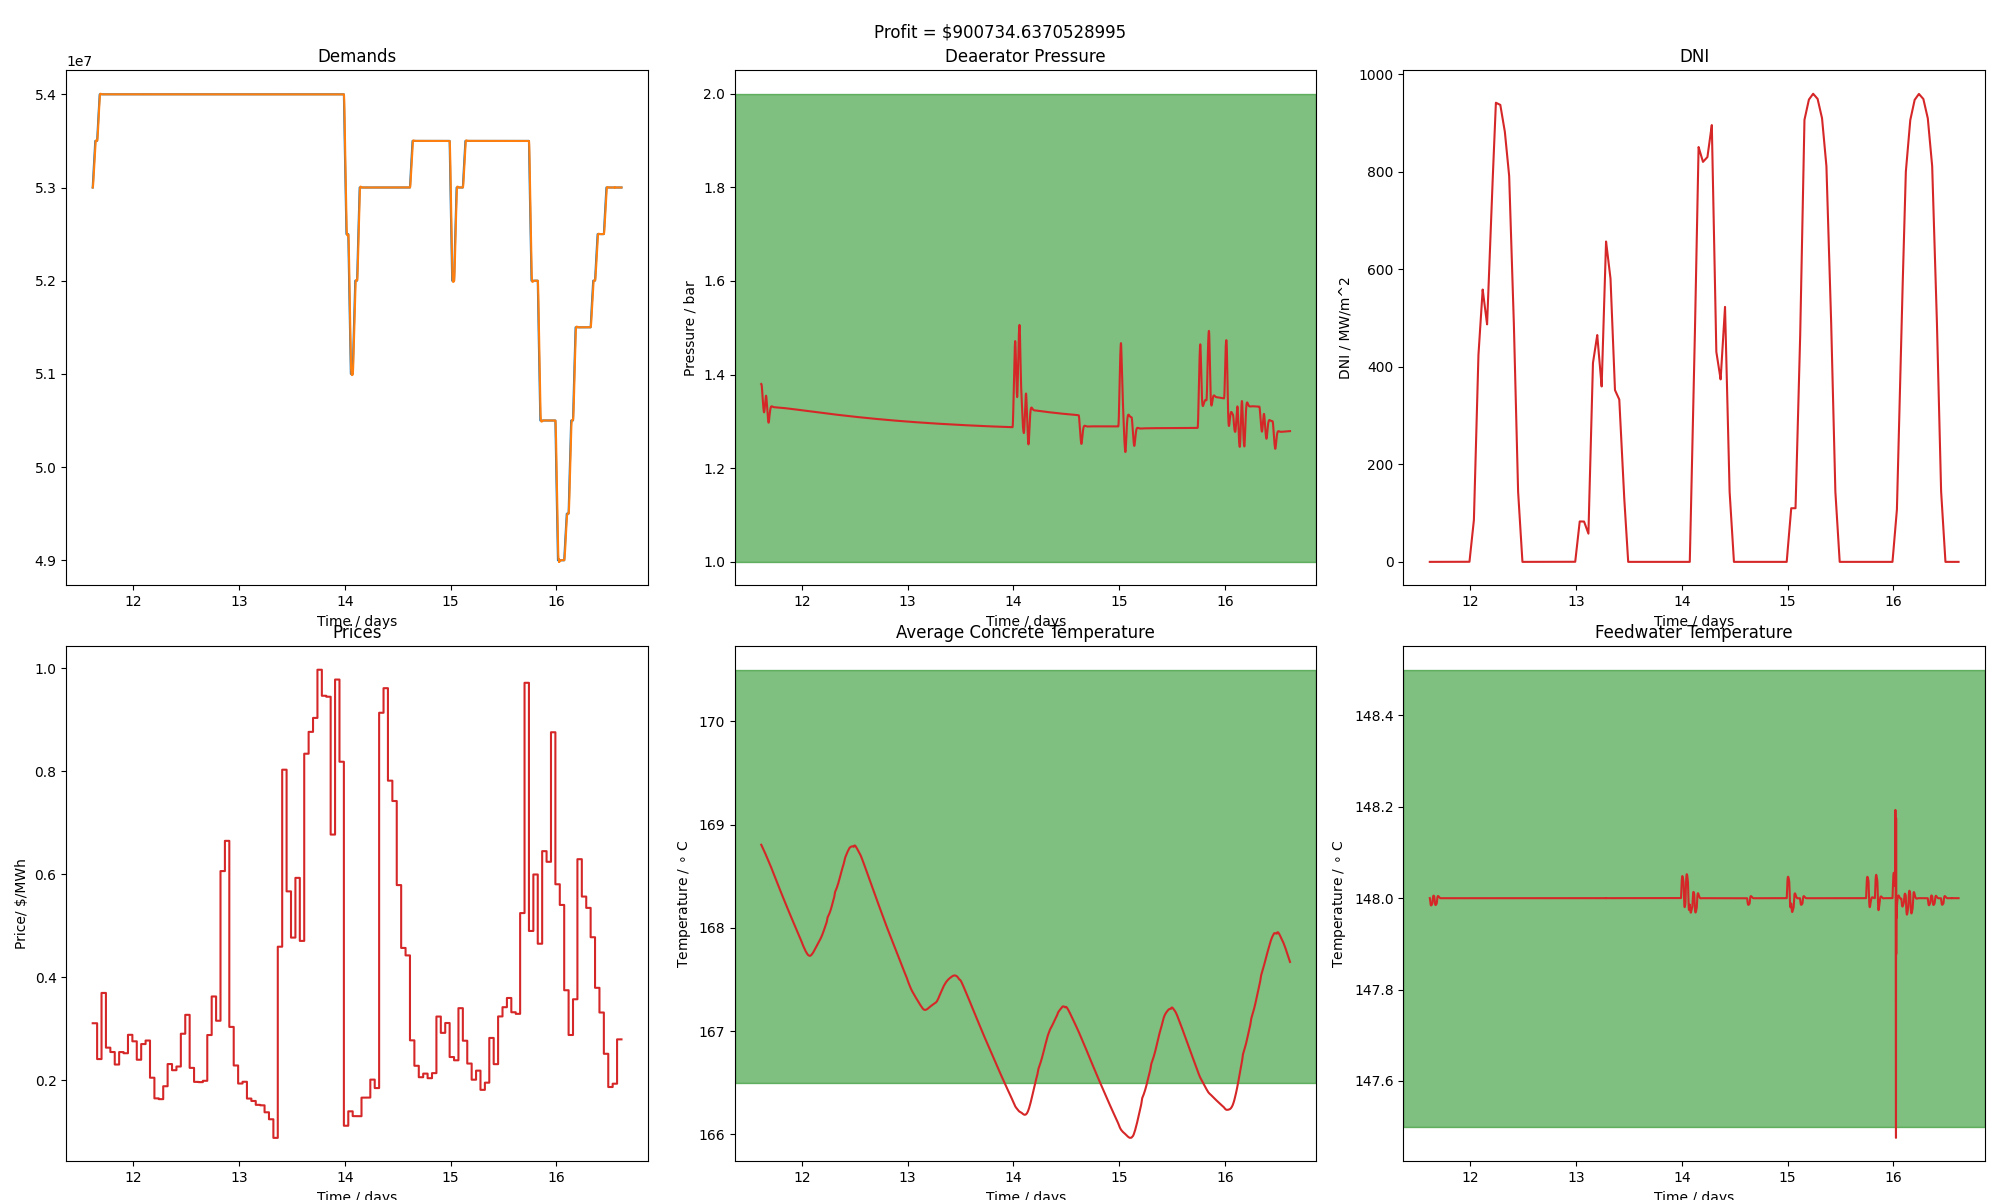 Profit = $900734.6370528995
Demands
1e7
5.4
5.3
5.2
5.1
5.0
4.9
12 13 14 15 16
Time / days
Deaerator Pressure
Pressure / bar
2.0
1.8
1.6
1.4
1.2
1.0
12 13 14 15 16
Time / days
DNI
DNI / MW/m^2
1000
800
600
400
200
0
12 13 14 15 16
Time / days
Prices
Price/ $/MWh
1.0
0.8
0.6
0.4
0.2
12 13 14 15 16
Time / days
Average Concrete Temperature
Temperature / ∘ C
170
169
168
167
166
12 13 14 15 16
Time / days
Feedwater Temperature
Temperature / ∘ C
148.4
148.2
148.0
147.8
147.6
12 13 14 15 16
Time / days